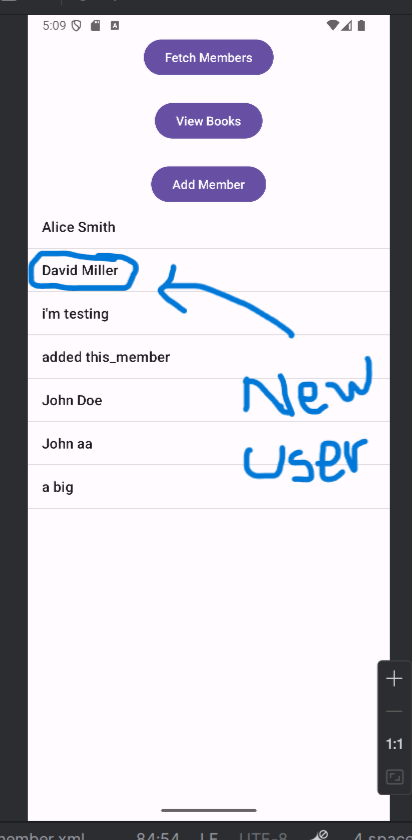 5:09
Fetch Members
View Books
Add Member
Alice Smith
David Miller
i'm testing
added this_member
John Doe
New
John aa
user
a big
1:1
member.xml 84:54 LF UTF-8 4 space